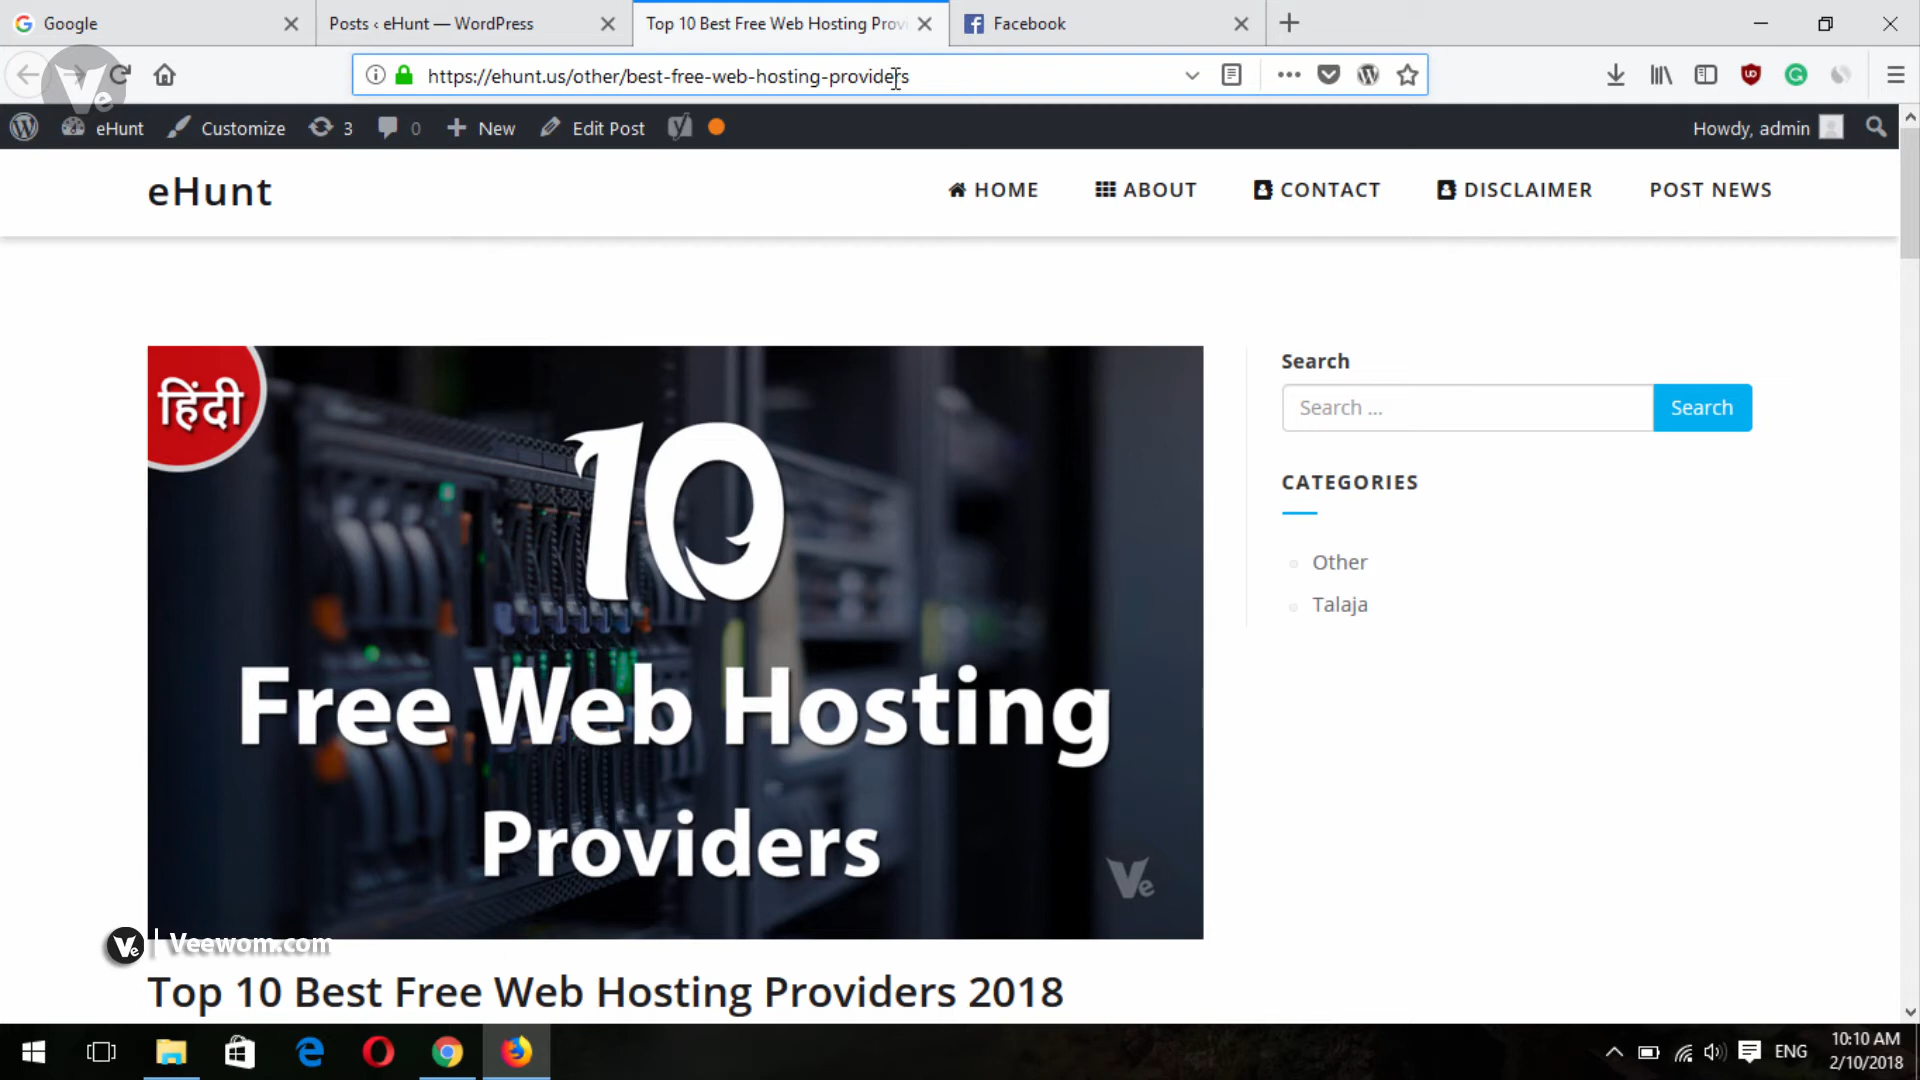 Google
Posts ‹ eHunt — WordPress
Top 10 Best Free Web Hosting Prov
Facebook
https://ehunt.us/other/best-free-web-hosting-providers
eHunt
Customize
3
0
New
Edit Post
Howdy, admin
eHunt
HOME
ABOUT
CONTACT
DISCLAIMER
POST NEWS
हिंदी
10
Free Web Hosting
Providers
Ve
Search
Search ...
Search
CATEGORIES
Other
Talaja
Ve | Veewom.com
Top 10 Best Free Web Hosting Providers 2018
ENG
10:10 AM
2/10/2018